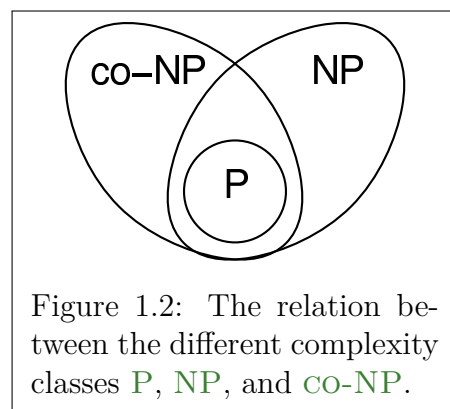 co–NP NP
P
Figure 1.2: The relation be-
tween the different complexity
classes P, NP, and co-NP.